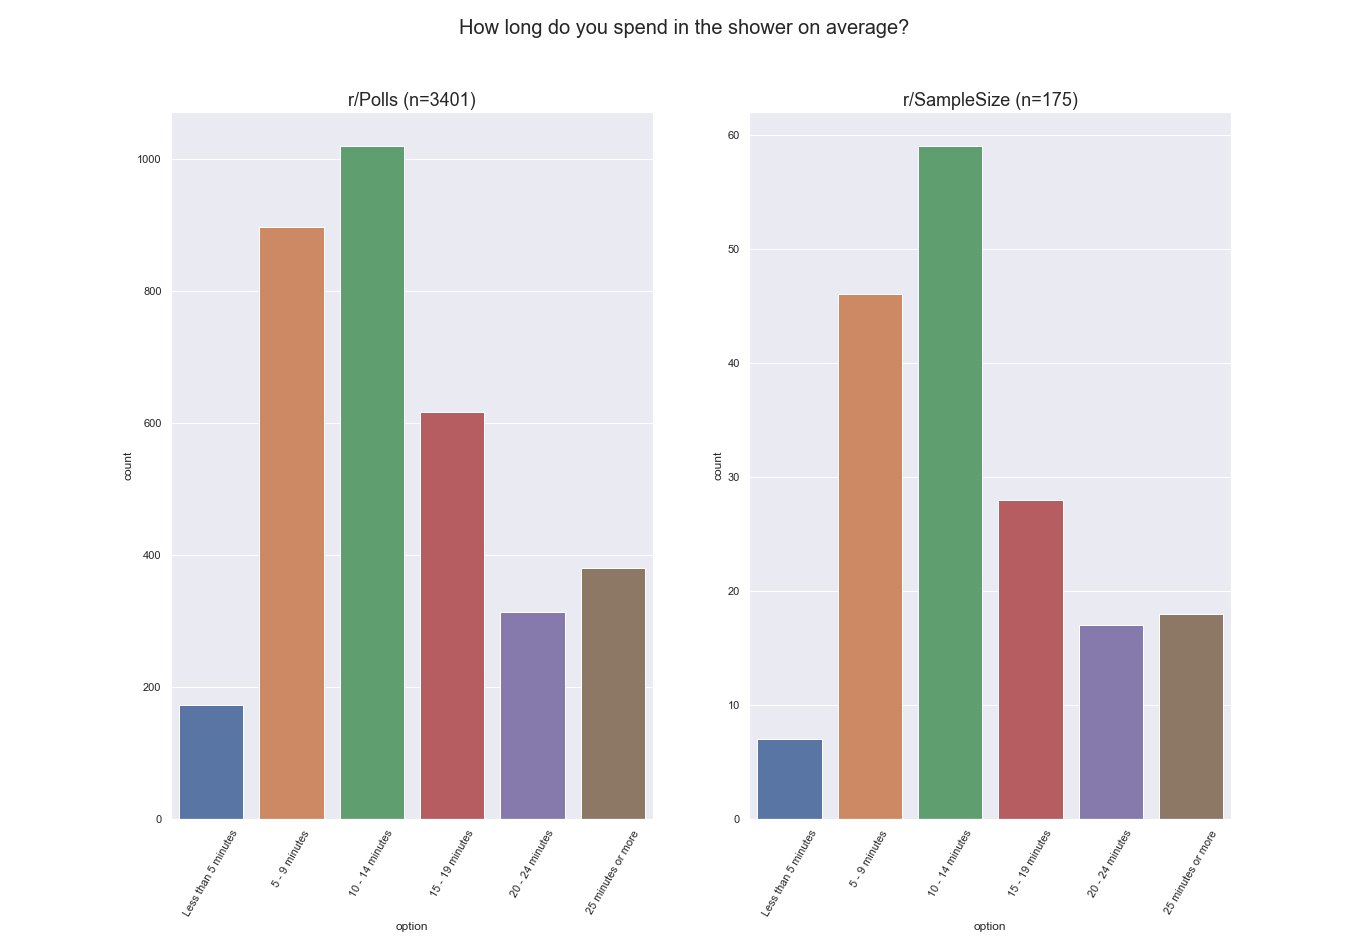 How long do you spend in the shower on average?
r/Polls (n=3401)
1000
800
600
400
200
0
count
Less than 5 minutes
5 - 9 minutes
10 - 14 minutes
15 - 19 minutes
20 - 24 minutes
25 minutes or more
option
r/SampleSize (n=175)
60
50
40
30
20
10
0
count
Less than 5 minutes
5 - 9 minutes
10 - 14 minutes
15 - 19 minutes
20 - 24 minutes
25 minutes or more
option